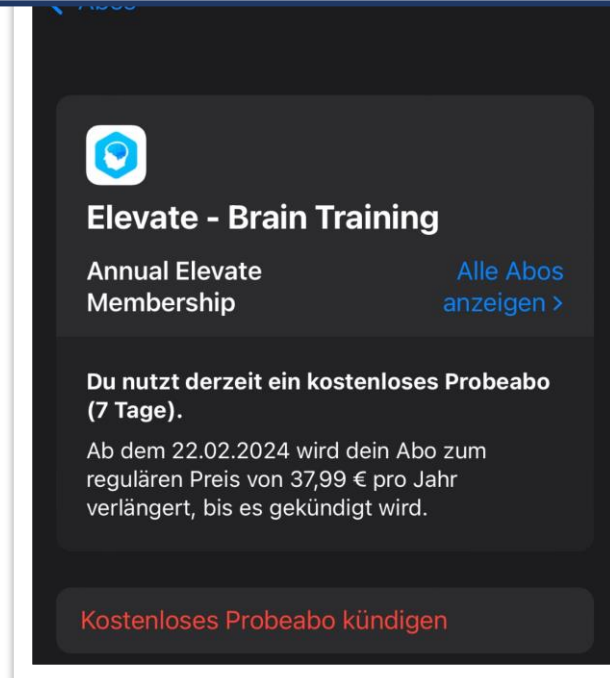 Abos
Elevate - Brain Training
Annual Elevate
Membership
Alle Abos
anzeigen >
Du nutzt derzeit ein kostenloses Probeabo
(7 Tage).
Ab dem 22.02.2024 wird dein Abo zum
regulären Preis von 37,99 € pro Jahr
verlängert, bis es gekündigt wird.
Kostenloses Probeabo kündigen